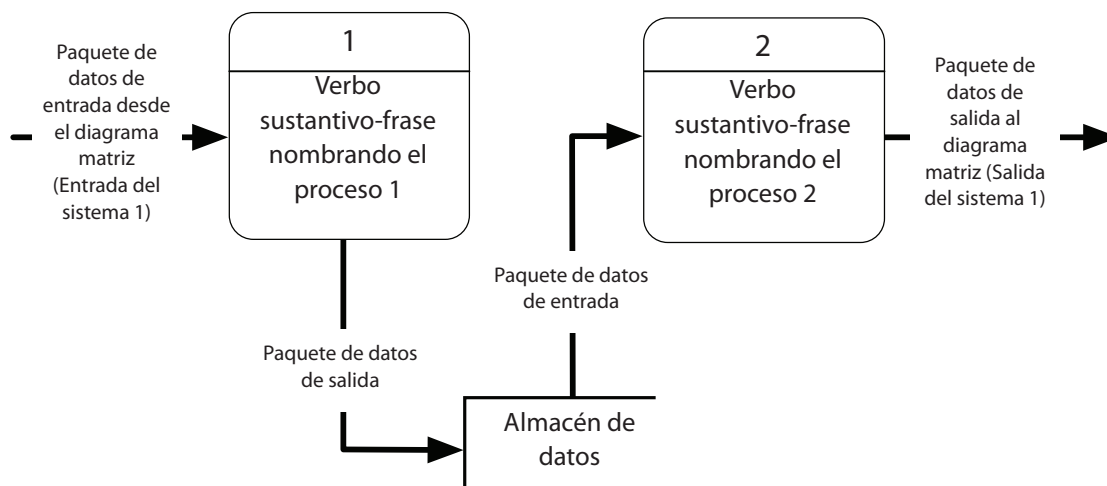 Paquete de
datos de
entrada desde
el diagrama
matriz
(Entrada del
sistema 1)
1
Verbo
sustantivo-frase
nombrando el
proceso 1
Paquete de datos
de salida
Almacén de
datos
Paquete de datos
de entrada
2
Verbo
sustantivo-frase
nombrando el
proceso 2
Paquete de
datos de
salida al
diagrama
matriz (Salida
del sistema 1)